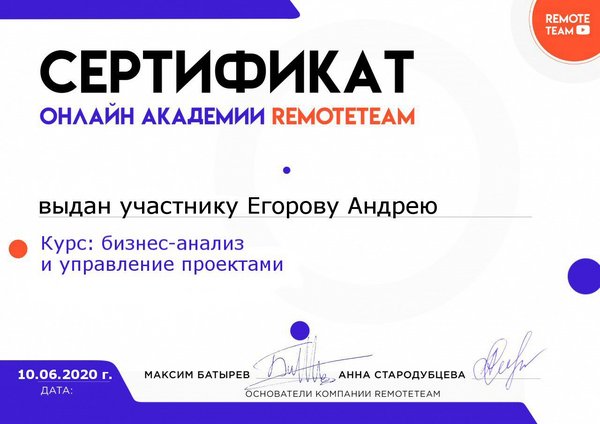 REMOTE
TEAM
СЕРТИФИКАТ
ОНЛАЙН АКАДЕМИИ REMOTETEAM
выдан участнику Егорову Андрею
Курс: бизнес-анализ
и управление проектами
10.06.2020 г.
ДАТА:
МАКСИМ БАТЫРЕВ
АННА СТАРОДУБЦЕВА
ОСНОВАТЕЛИ КОМПАНИИ REMOTETEAM